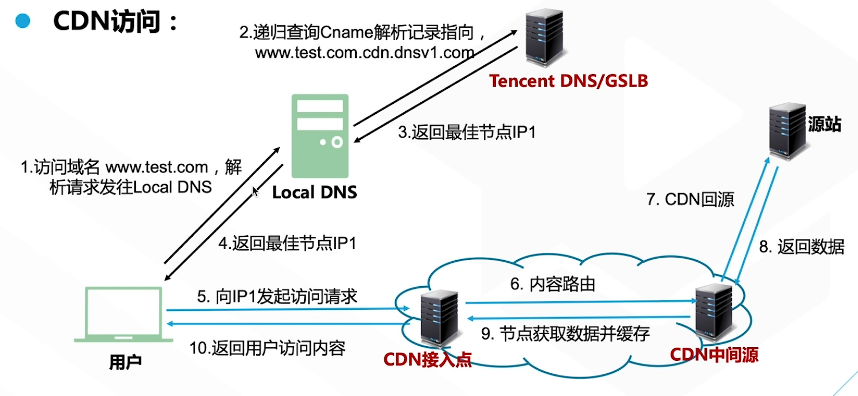 CDN访问：
2.递归查询Cname解析记录指向，
www.test.com.cdn.dnsv1.com
Tencent DNS/GSLB
3.返回最佳节点IP1
源站
1.访问域名 www.test.com，解
析请求发往Local DNS
Local DNS
7. CDN回源
4.返回最佳节点IP1
8. 返回数据
5. 向IP1发起访问请求
6. 内容路由
9. 节点获取数据并缓存
10.返回用户访问内容
用户
CDN接入点
CDN中间源